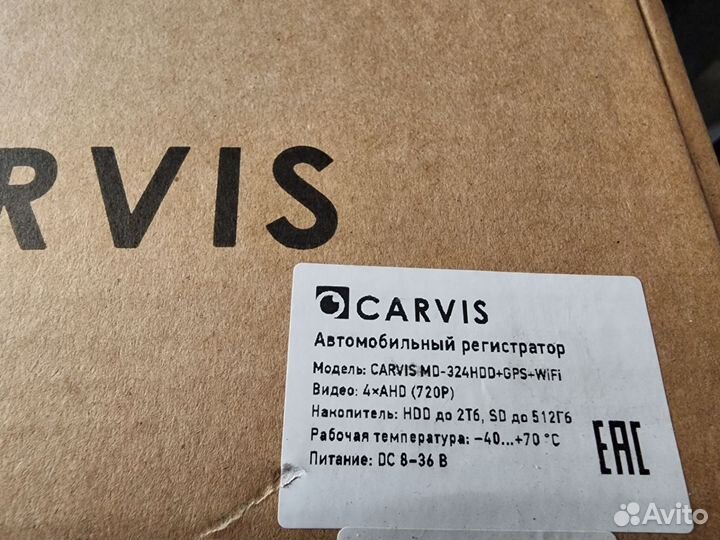 RVIS
CARVIS
Автомобильный регистратор
Модель: CARVIS MD-324HDD+GPS+WiFi
Видео: 4×AHD (720P)
Накопитель: HDD до 2Тб, SD до 512Гб
Рабочая температура: −40...+70 °C
Питание: DC 8–36 В
EAC
Avito